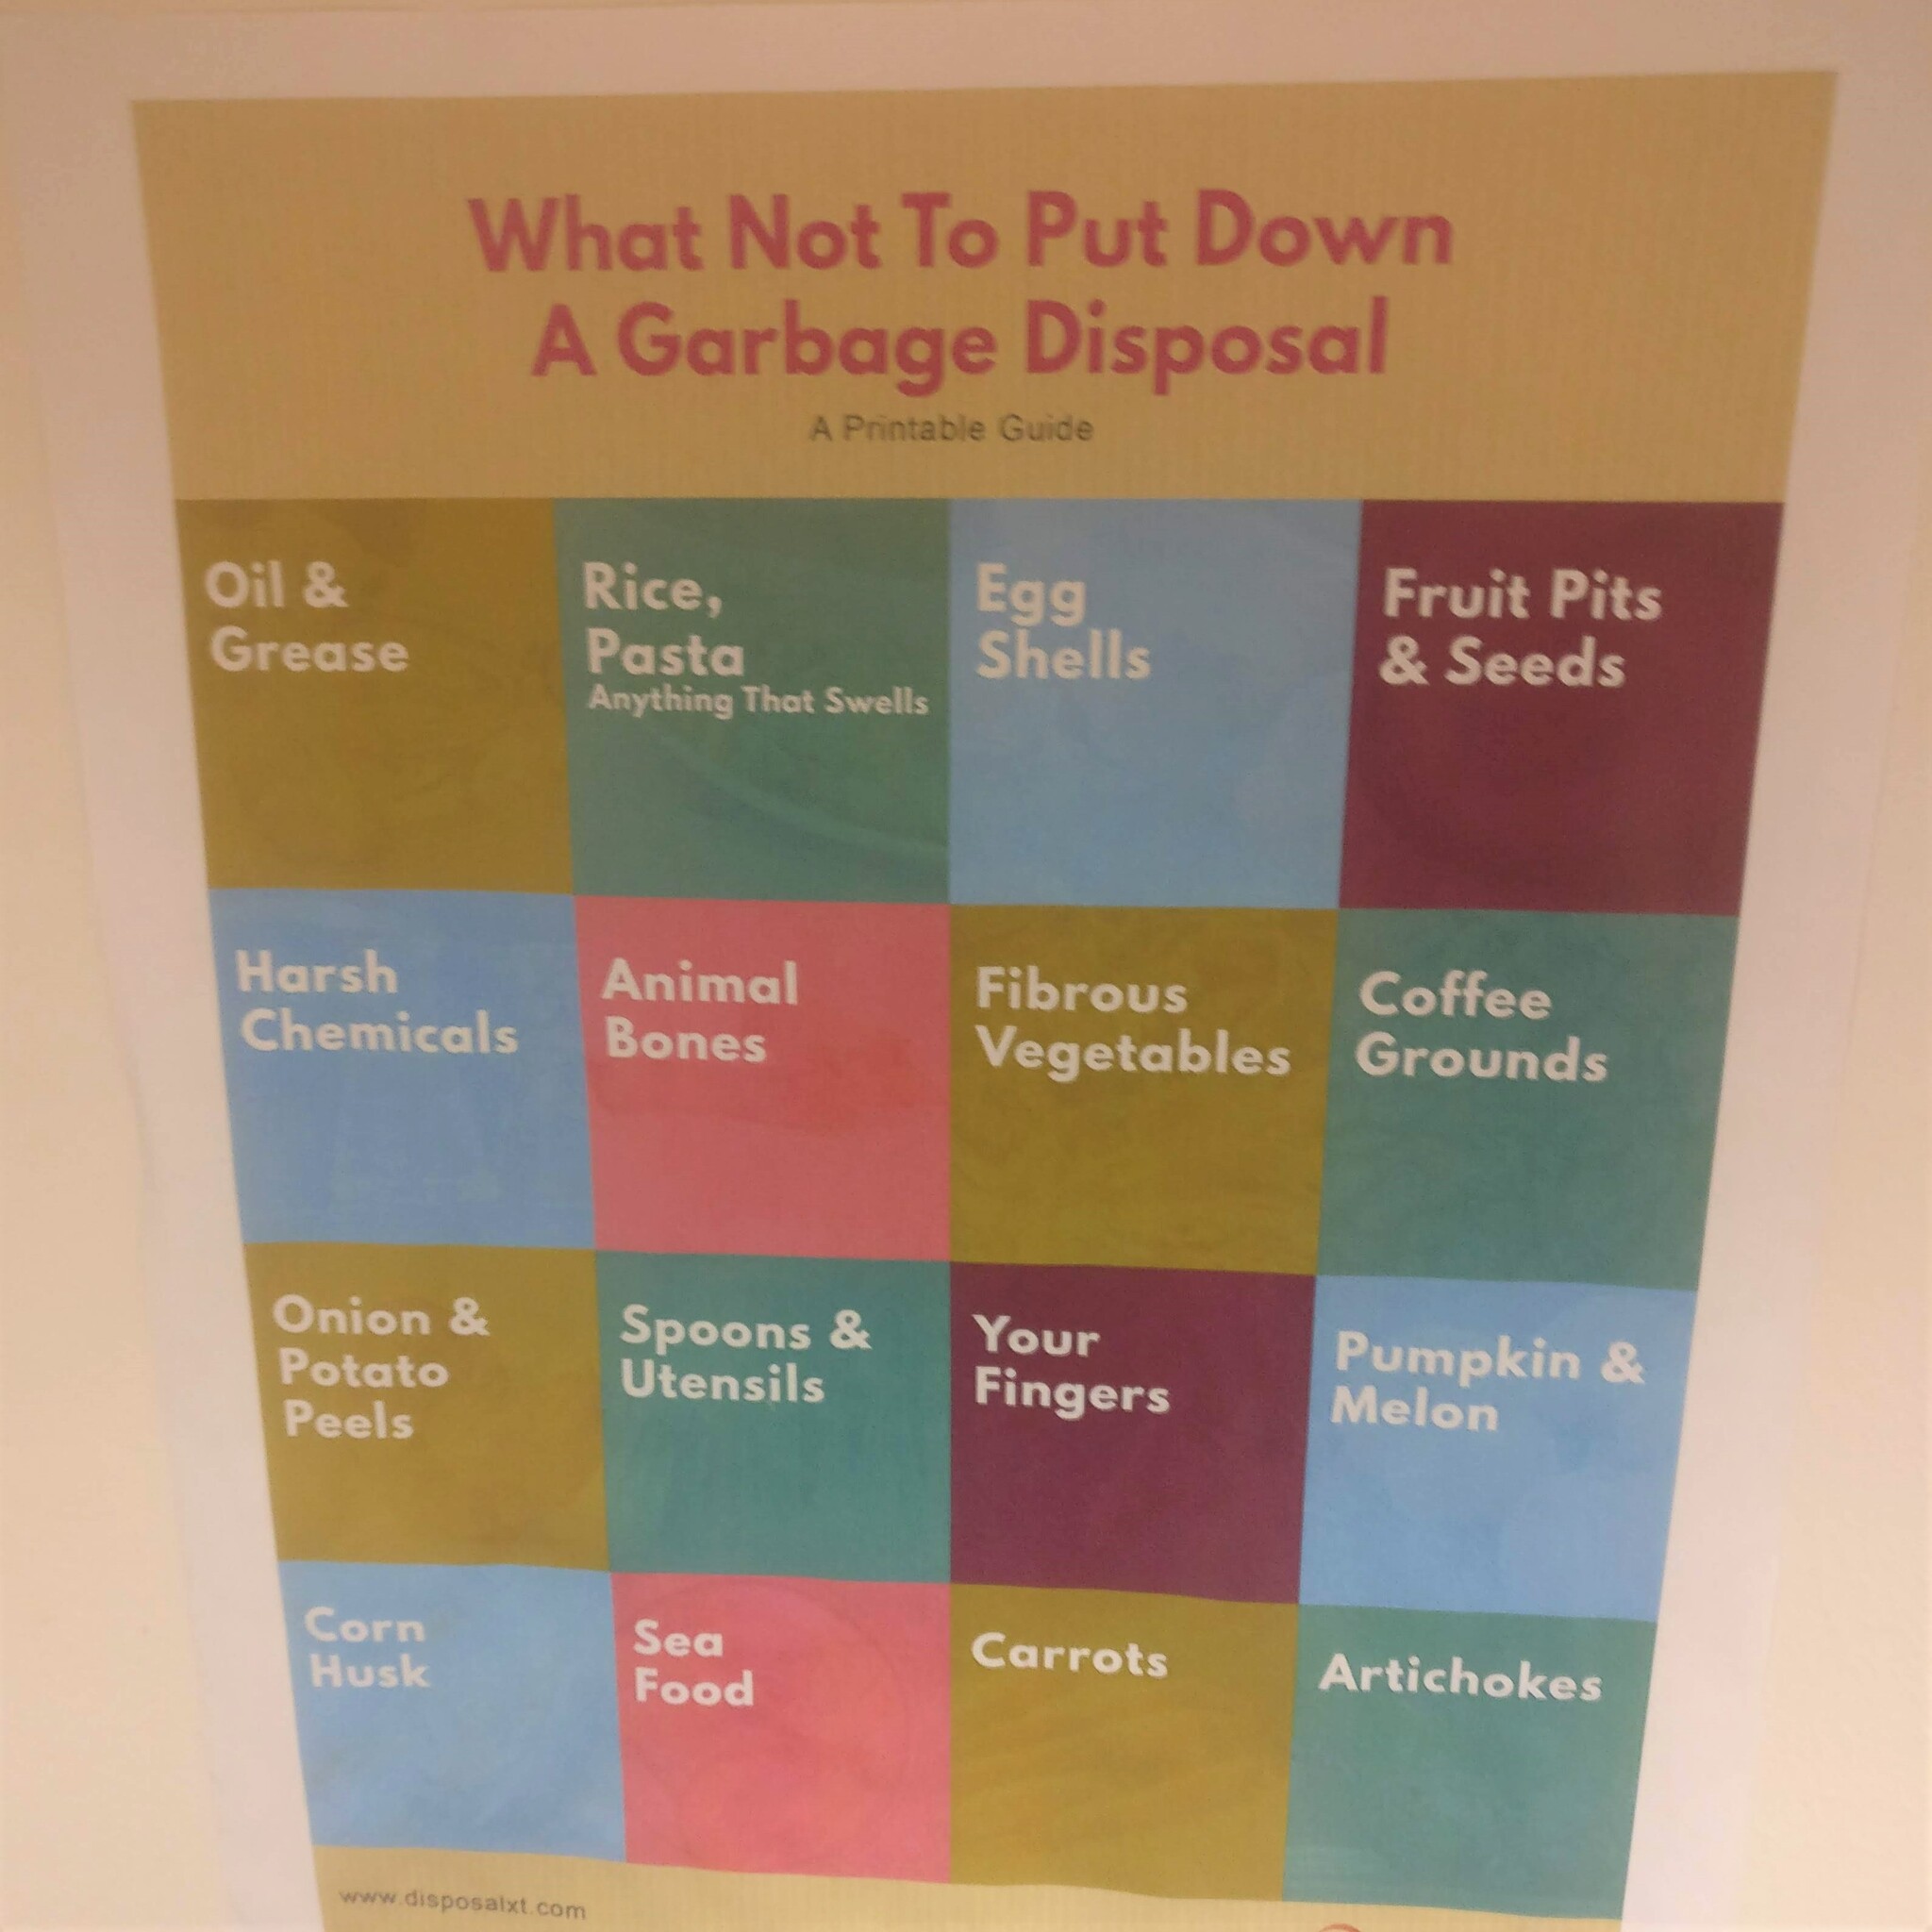 What Not To Put Down
A Garbage Disposal
A Printable Guide
Oil &
Grease
Rice,
Pasta
Anything That Swells
Egg
Shells
Fruit Pits
& Seeds
Harsh
Chemicals
Animal
Bones
Fibrous
Vegetables
Coffee
Grounds
Onion &
Potato
Peels
Spoons &
Utensils
Your
Fingers
Pumpkin &
Melon
Corn
Husk
Sea
Food
Carrots
Artichokes
www.disposalxt.com